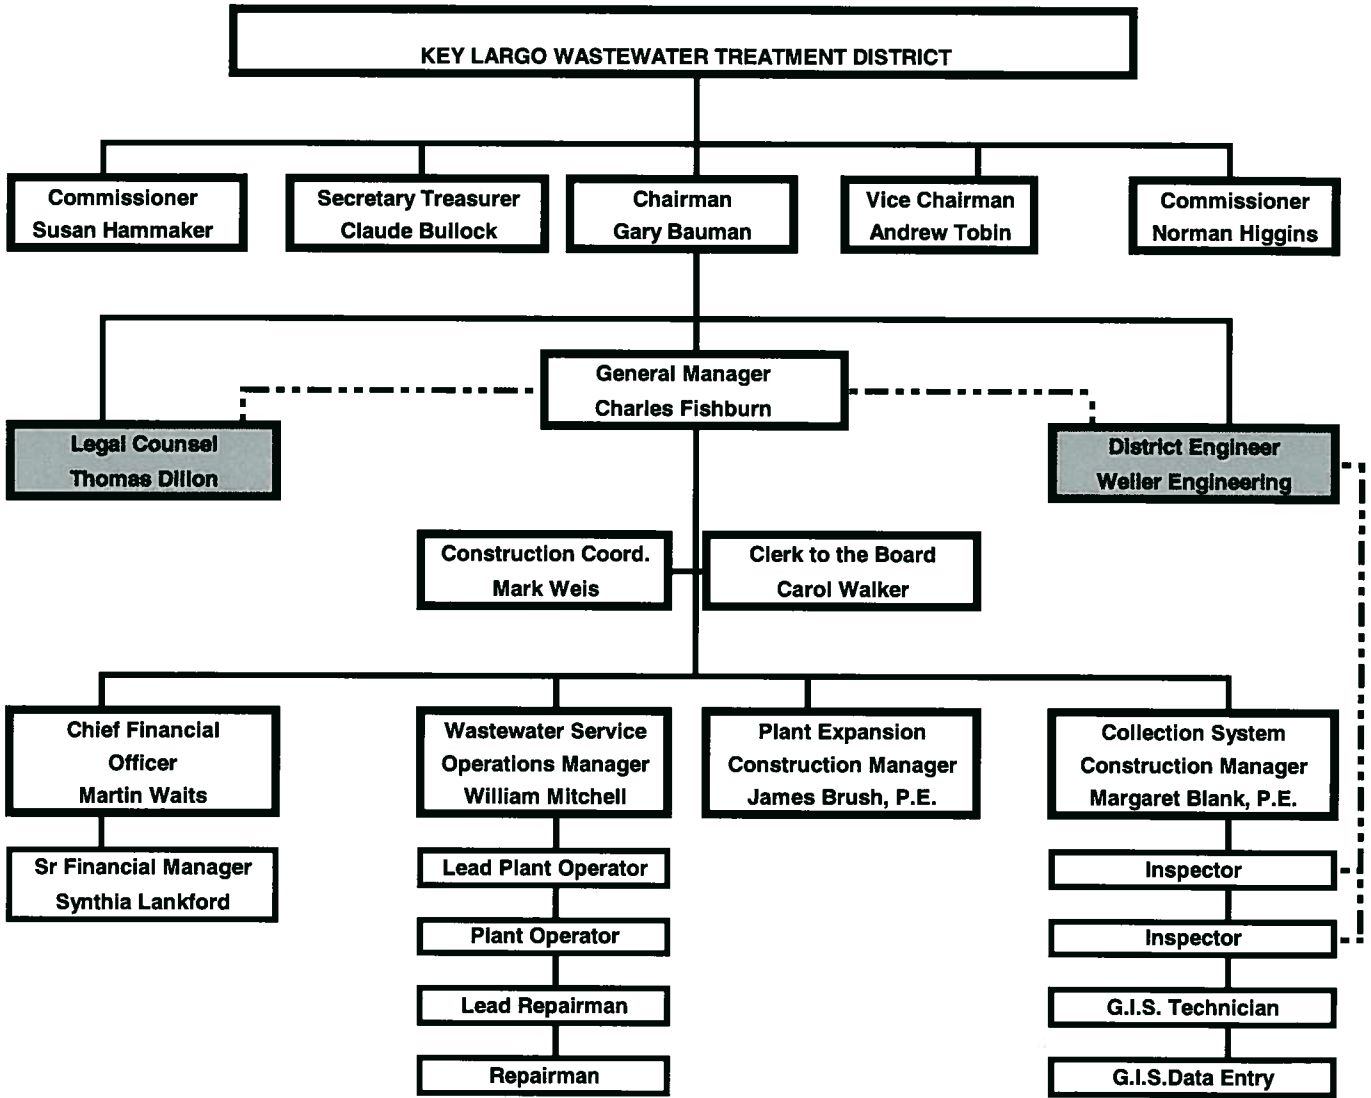 KEY LARGO WASTEWATER TREATMENT DISTRICT
Commissioner
Susan Hammaker
Secretary Treasurer
Claude Bullock
Chairman
Gary Bauman
Vice Chairman
Andrew Tobin
Commissioner
Norman Higgins
General Manager
Charles Fishburn
Legal Counsel
Thomas Dillon
District Engineer
Weiler Engineering
Construction Coord.
Mark Weis
Clerk to the Board
Carol Walker
Chief Financial
Officer
Martin Waits
Wastewater Service
Operations Manager
William Mitchell
Plant Expansion
Construction Manager
James Brush, P.E.
Collection System
Construction Manager
Margaret Blank, P.E.
Sr Financial Manager
Synthia Lankford
Lead Plant Operator
Plant Operator
Lead Repairman
Repairman
Inspector
Inspector
G.I.S. Technician
G.I.S.Data Entry